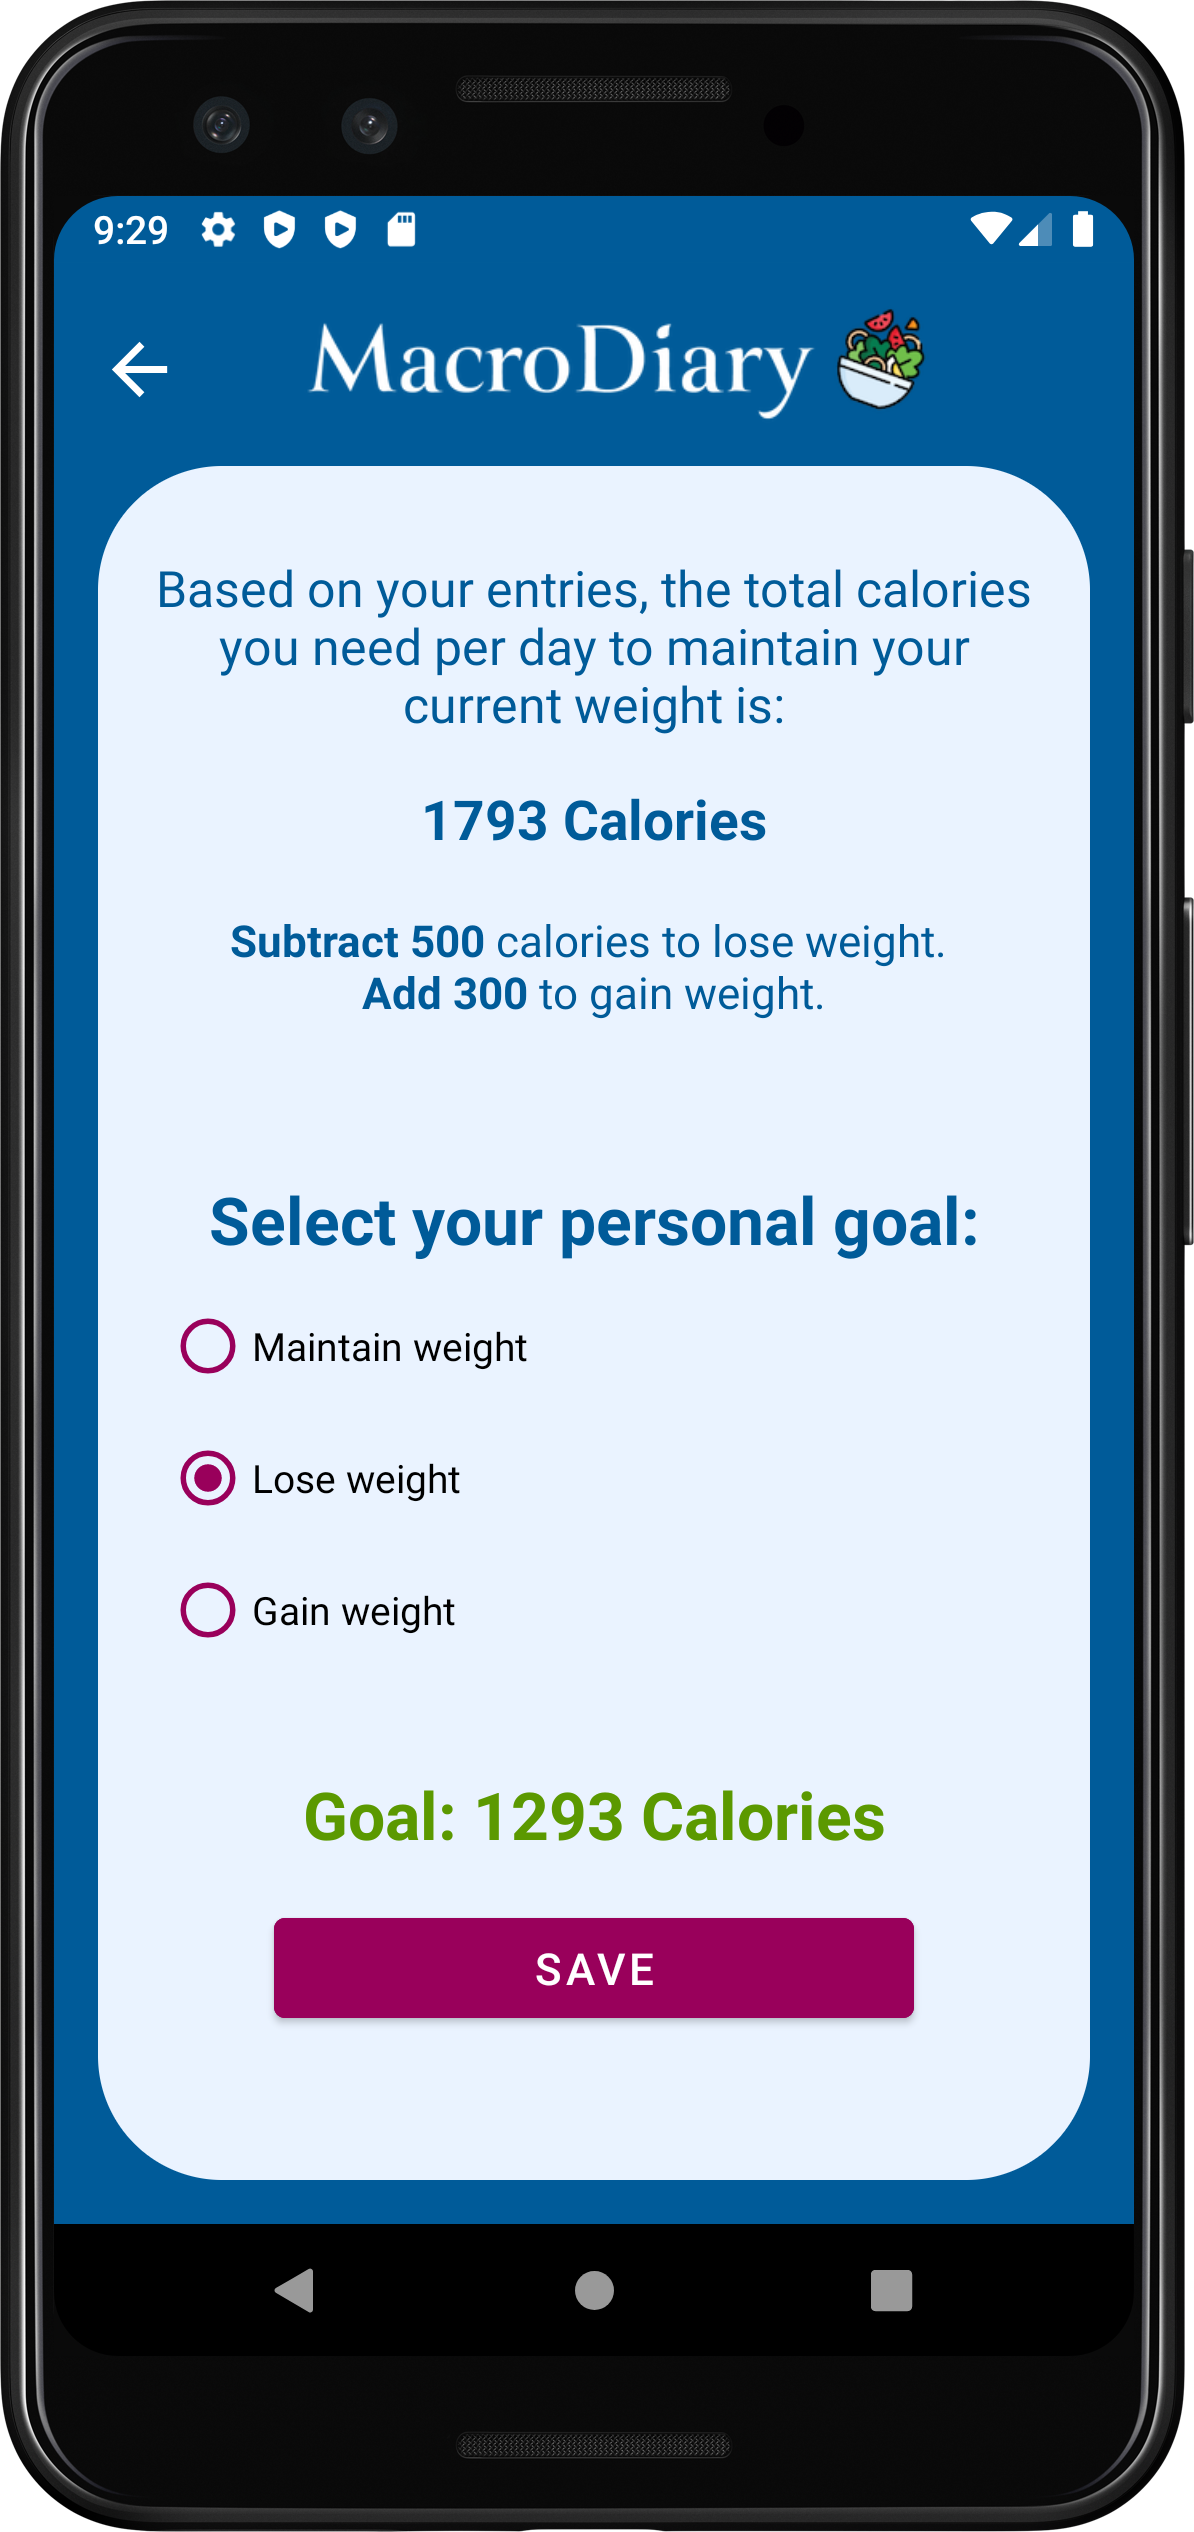 9:29
MacroDiary
Based on your entries, the total calories
you need per day to maintain your
current weight is:
1793 Calories
Subtract 500 calories to lose weight.
Add 300 to gain weight.
Select your personal goal:
Maintain weight
Lose weight
Gain weight
Goal: 1293 Calories
SAVE